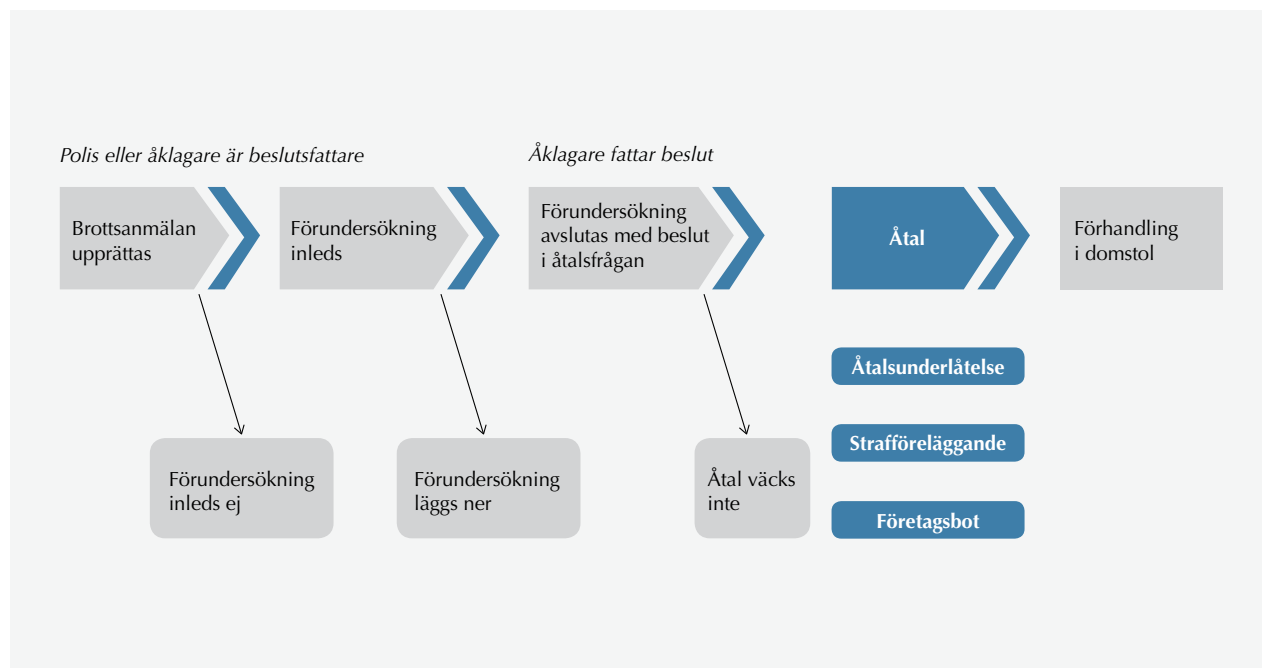 Polis eller åklagare är beslutsfattare
Åklagare fattar beslut
Brottsanmälan
upprättas
Förundersökning
inleds
Förundersökning
avslutas med beslut
i åtalsfrågan
Åtal
Förhandling
i domstol
Åtalsunderlåtelse
Strafföreläggande
Företagsbot
Förundersökning
inleds ej
Förundersökning
läggs ner
Åtal väcks
inte